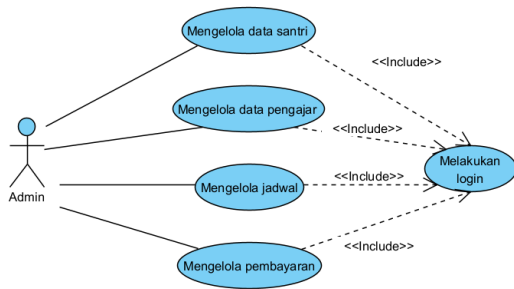 Mengelola data santri
<<Include>>
Mengelola data pengajar
<<Include>>
Melakukan
login
Mengelola jadwal
<<Include>>
Admin
<<Include>>
Mengelola pembayaran